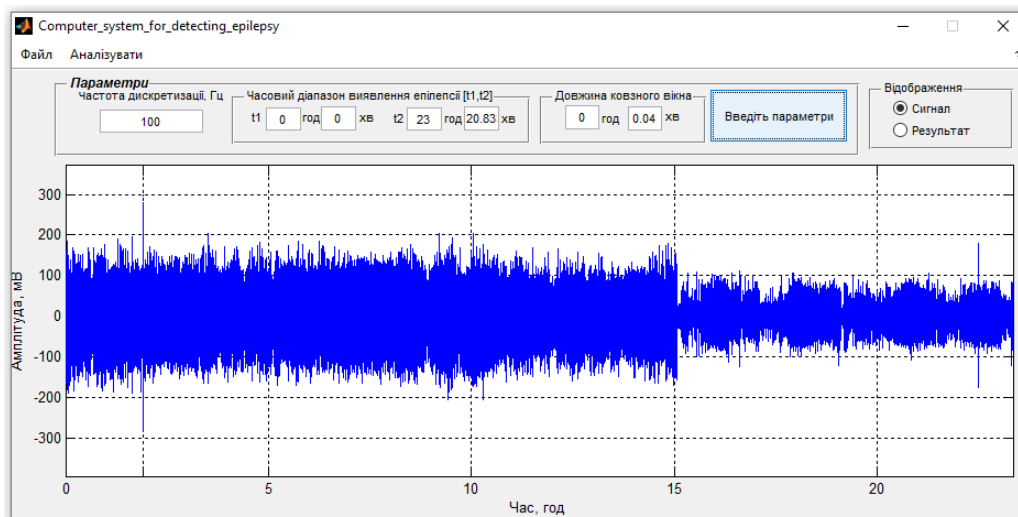 Computer_system_for_detecting_epilepsy
Файл Аналізувати
Параметри
Частота дискретизації, Гц
100
Часовий діапазон виявлення епілепсії [t1,t2]
t1 0 год 0 хв t2 23 год 20.83 хв
Довжина ковзного вікна
0 год 0.04 хв
Введіть параметри
Відображення
Сигнал
Результат
Амплітуда, мВ
300
200
100
0
-100
-200
-300
0 5 10 15 20
Час, год